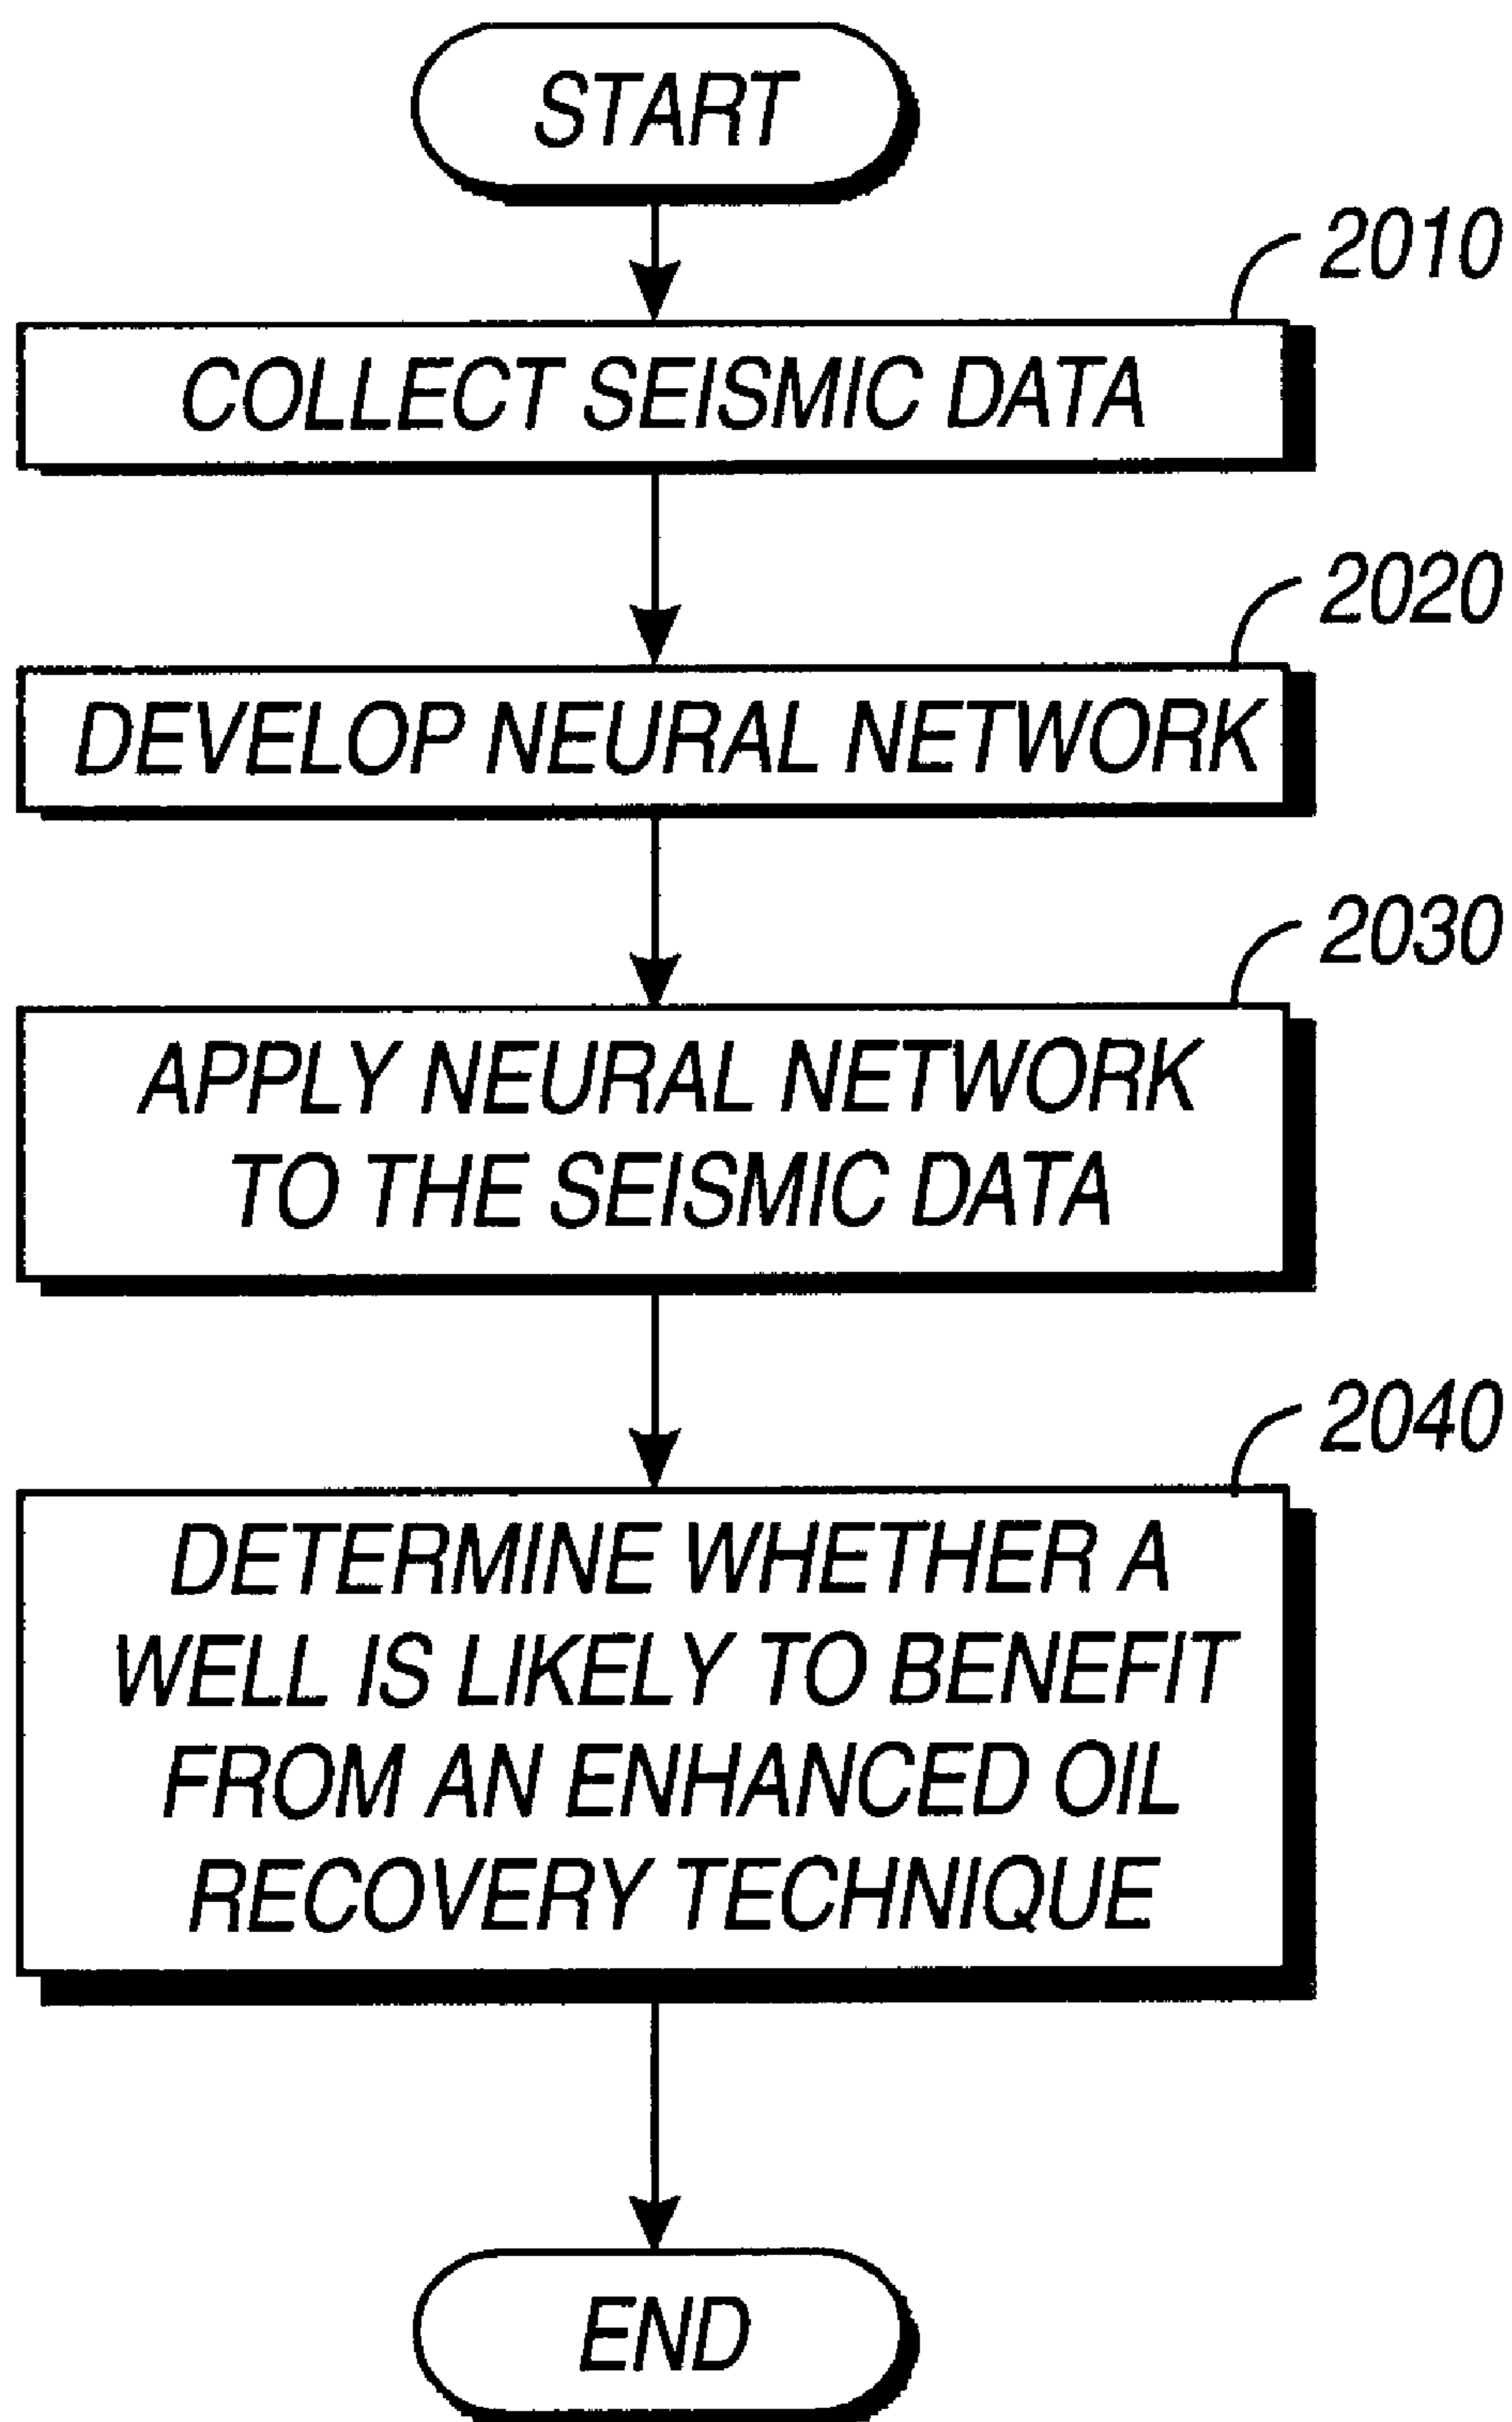 START
2010
COLLECT SEISMIC DATA
2020
DEVELOP NEURAL NETWORK
2030
APPLY NEURAL NETWORK
TO THE SEISMIC DATA
2040
DETERMINE WHETHER A
WELL IS LIKELY TO BENEFIT
FROM AN ENHANCED OIL
RECOVERY TECHNIQUE
END